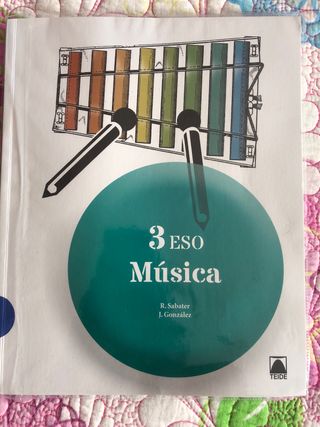 3 ESO
Música
R. Sabater
J. González
TEIDE